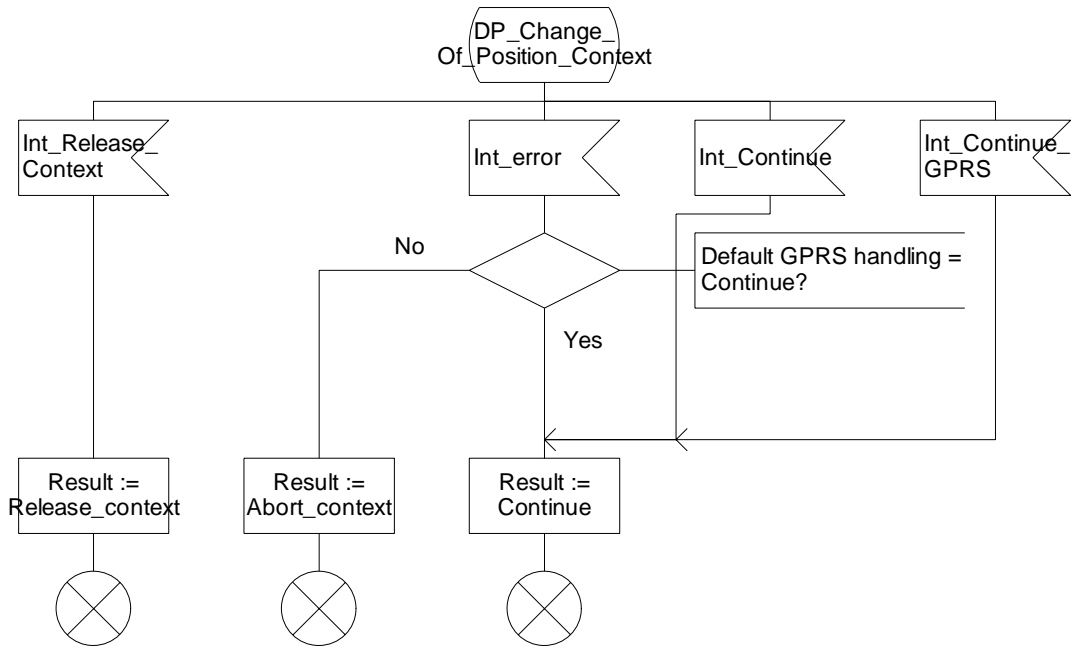 DP_Change_
Of_Position_Context
Int_Release_
Context
Int_error
Int_Continue
Int_Continue_
GPRS
No
Default GPRS handling =
Continue?
Yes
Result :=
Release_context
Result :=
Abort_context
Result :=
Continue